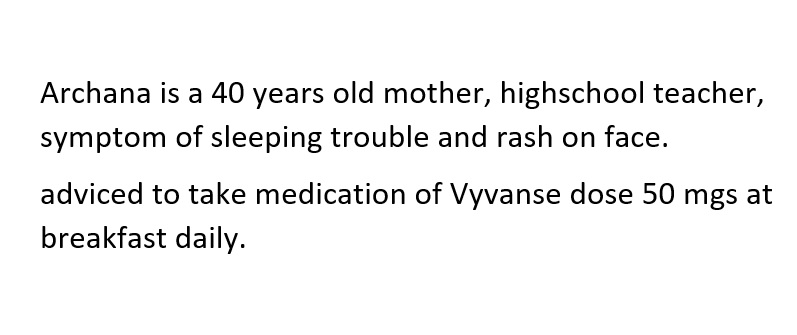 Archana is a 40 years old mother, highschool teacher,
symptom of sleeping trouble and rash on face.
adviced to take medication of Vyvanse dose 50 mgs at
breakfast daily.